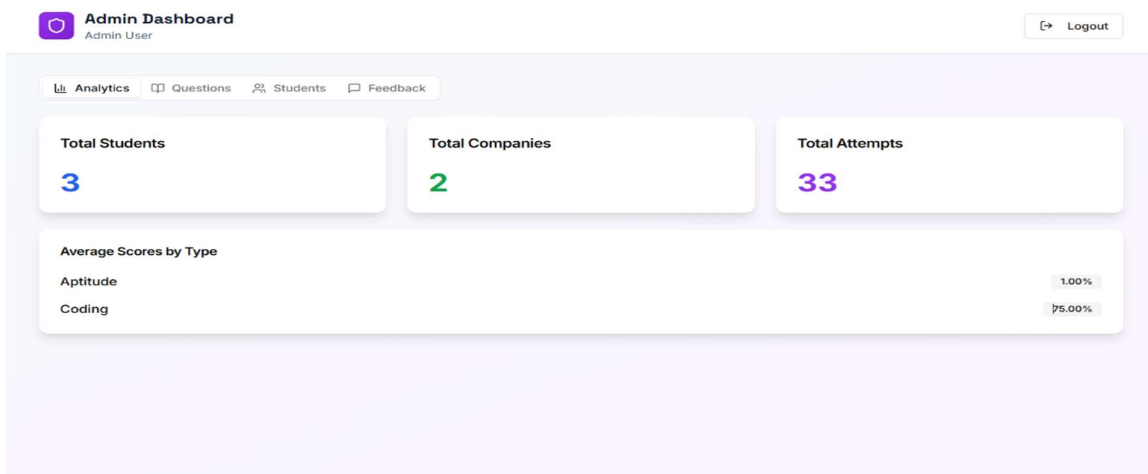 Admin Dashboard
Admin User
Logout
Analytics Questions Students Feedback
Total Students Total Companies Total Attempts
3 2 33
Average Scores by Type
Aptitude 1.00%
Coding 75.00%